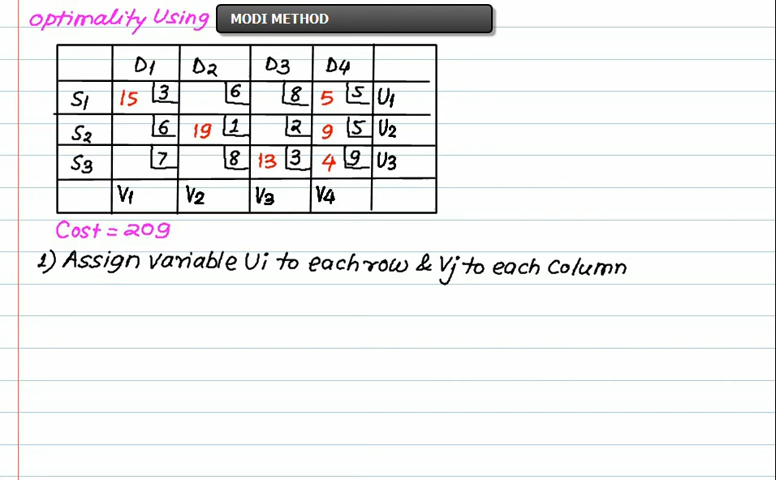 optimality Using MODI METHOD
D1 D2 D3 D4
S1 15 3 6 8 5 5 U1
S2 6 19 1 2 9 5 U2
S3 7 8 13 3 4 9 U3
V1 V2 V3 V4
Cost = 209
1) Assign variable Ui to each row & Vj to each Column